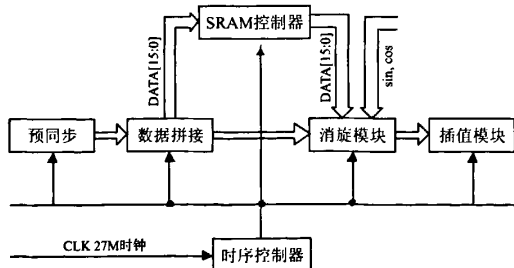 SRAM控制器
DATA[15:0]
DATA[15:0]
sin, cos
预同步
数据拼接
消旋模块
插值模块
CLK 27M时钟
时序控制器